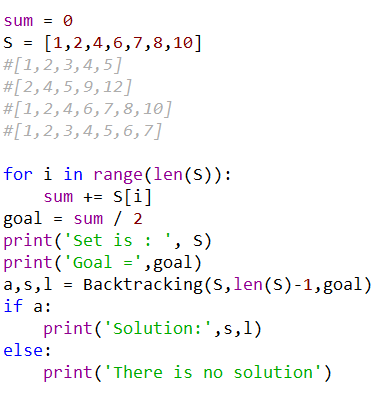 sum = 0
S = [1,2,4,6,7,8,10]
#[1,2,3,4,5]
#[2,4,5,9,12]
#[1,2,4,6,7,8,10]
#[1,2,3,4,5,6,7]
for i in range(len(S)):
    sum += S[i]
goal = sum / 2
print('Set is : ', S)
print('Goal =',goal)
a,s,l = Backtracking(S,len(S)-1,goal)
if a:
    print('Solution:',s,l)
else:
    print('There is no solution')